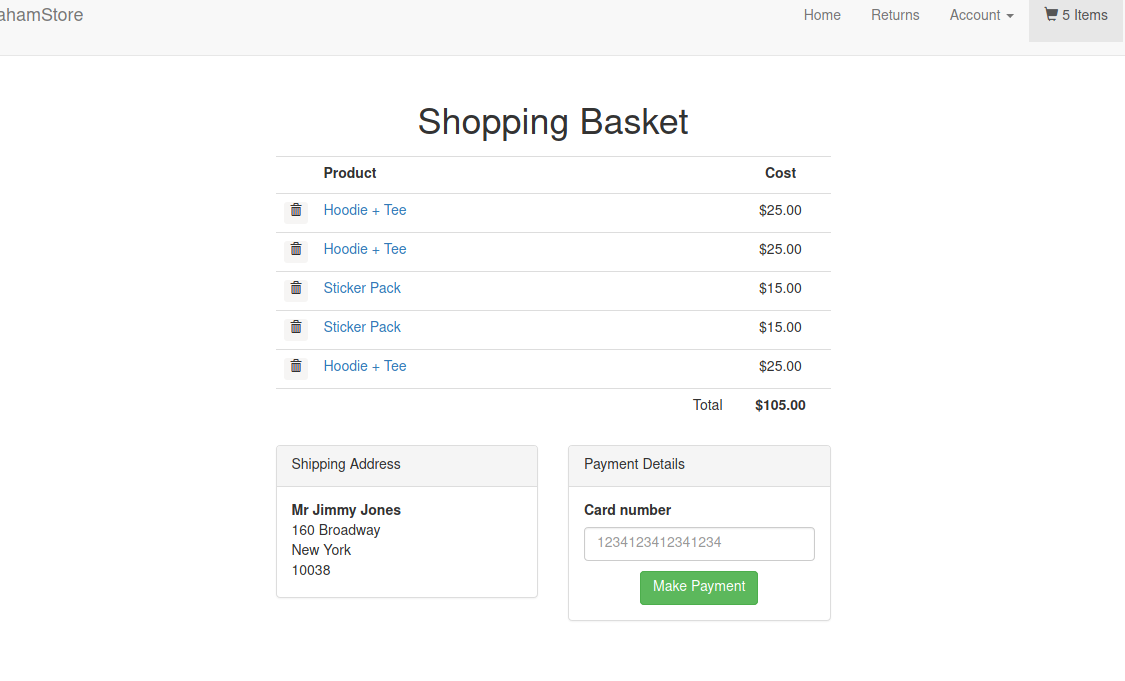 ahamStore Home Returns Account 5 Items
Shopping Basket
Product Cost
Hoodie + Tee $25.00
Hoodie + Tee $25.00
Sticker Pack $15.00
Sticker Pack $15.00
Hoodie + Tee $25.00
Total $105.00
Shipping Address
Mr Jimmy Jones
160 Broadway
New York
10038
Payment Details
Card number
1234123412341234
Make Payment